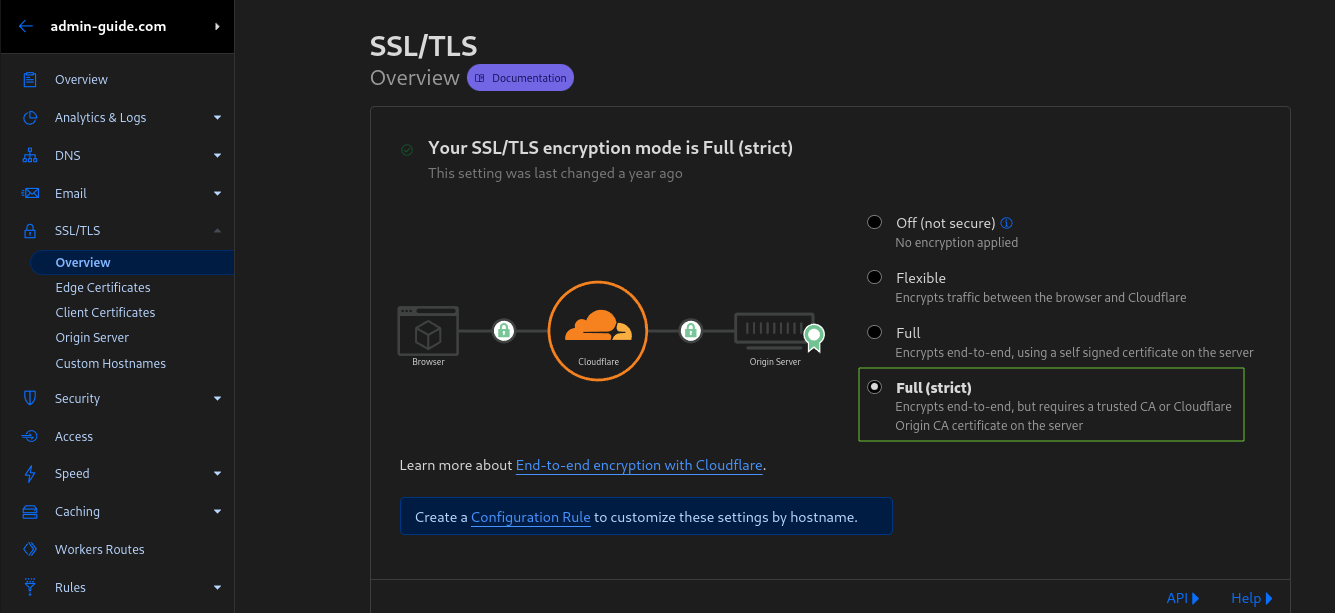 admin-guide.com
Overview
Analytics & Logs
DNS
Email
SSL/TLS
Overview
Edge Certificates
Client Certificates
Origin Server
Custom Hostnames
Security
Access
Speed
Caching
Workers Routes
Rules
SSL/TLS
Overview
Documentation
Your SSL/TLS encryption mode is Full (strict)
This setting was last changed a year ago
Browser
Cloudflare
Origin Server
Off (not secure)
No encryption applied
Flexible
Encrypts traffic between the browser and Cloudflare
Full
Encrypts end-to-end, using a self signed certificate on the server
Full (strict)
Encrypts end-to-end, but requires a trusted CA or Cloudflare
Origin CA certificate on the server
Learn more about End-to-end encryption with Cloudflare.
Create a Configuration Rule to customize these settings by hostname.
API
Help